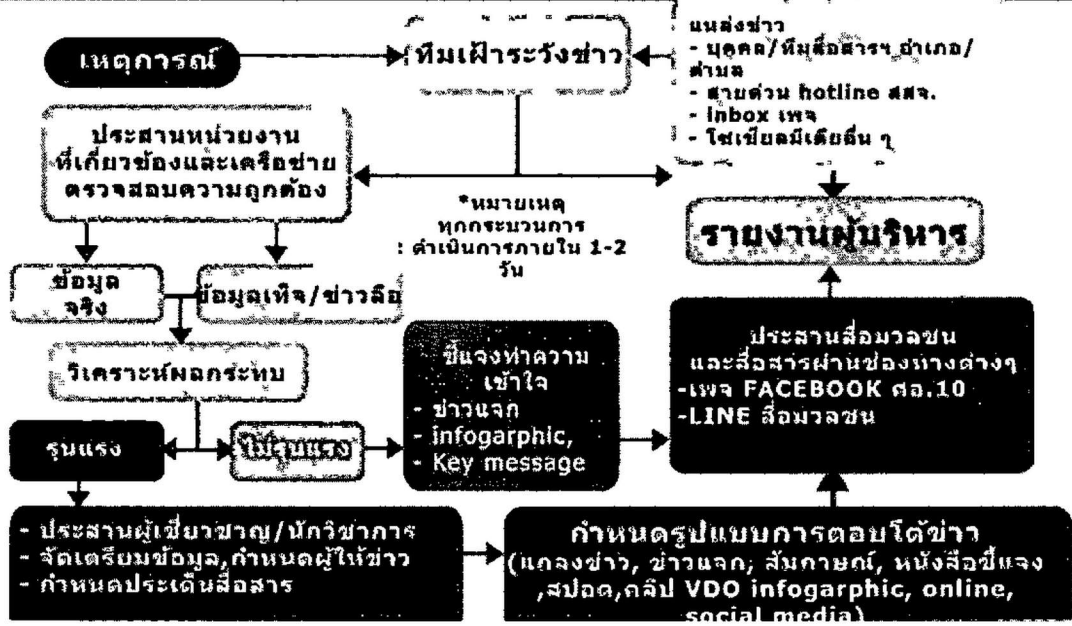 เหตุการณ์
ทีมเฝ้าระวังข่าว
แหล่งข่าว
- บุคคล/ทีมสื่อสารฯ อำเภอ/
ตำบล
- สายด่วน hotline สสจ.
- inbox เพจ
- โซเชียลมีเดียอื่น ๆ
ประสานหน่วยงาน
ที่เกี่ยวข้องและเครือข่าย
ตรวจสอบความถูกต้อง
*หมายเหตุ
ทุกกระบวนการ
: ดำเนินการภายใน 1-2
วัน
รายงานผู้บริหาร
ข้อมูล
จริง
ข้อมูลเท็จ/ข่าวลือ
วิเคราะห์ผลกระทบ
รุนแรง
ไม่รุนแรง
ชี้แจงทำความ
เข้าใจ
- ข่าวแจก
- infogarphic,
- Key message
ประสานสื่อมวลชน
และสื่อสารผ่านช่องทางต่างๆ
-เพจ FACEBOOK ศอ.10
-LINE สื่อมวลชน
- ประสานผู้เชี่ยวชาญ/นักวิชาการ
- จัดเตรียมข้อมูล,กำหนดผู้ให้ข่าว
- กำหนดประเด็นสื่อสาร
กำหนดรูปแบบการตอบโต้ข่าว
(แถลงข่าว, ข่าวแจก, สัมภาษณ์, หนังสือชี้แจง
,สปอต,คลิป VDO infogarphic, online,
social media)